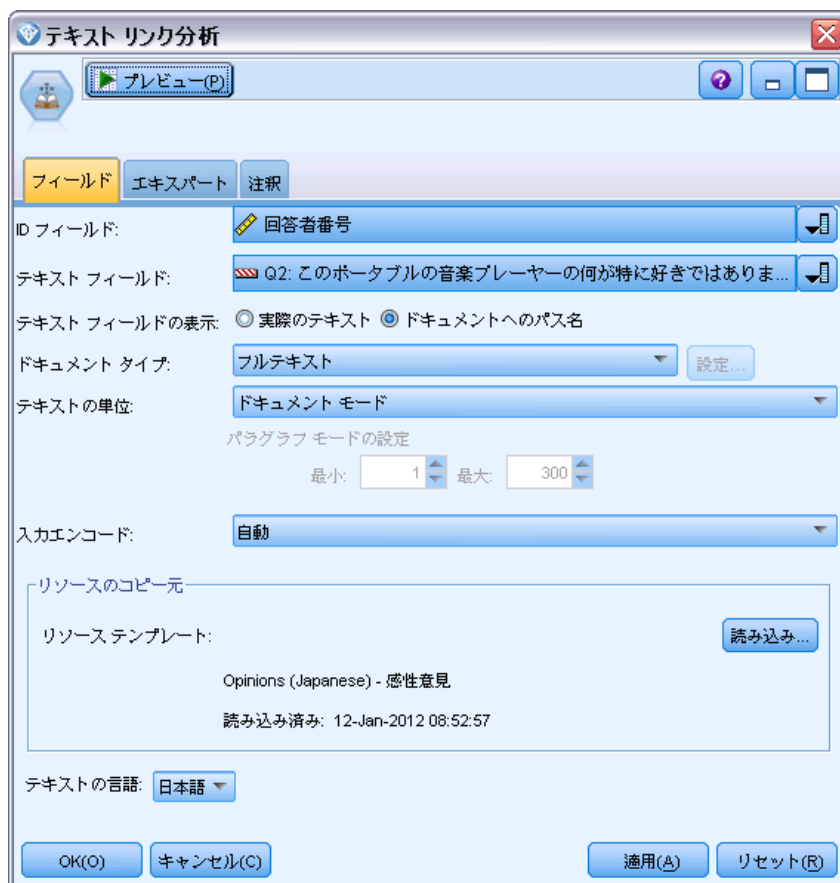 テキスト リンク分析
プレビュー(P)
フィールド エキスパート 注釈
ID フィールド: 回答者番号
テキスト フィールド: Q2: このポータブルの音楽プレーヤーの何が特に好きではありま...
テキスト フィールドの表示: 実際のテキスト ドキュメントへのパス名
ドキュメント タイプ: フルテキスト 設定...
テキストの単位: ドキュメント モード
パラグラフ モードの設定
最小: 1 最大: 300
入力エンコード: 自動
リソースのコピー元
リソース テンプレート: 読み込み...
Opinions (Japanese) - 感性意見
読み込み済み: 12-Jan-2012 08:52:57
テキストの言語: 日本語
OK(O) キャンセル(C) 適用(A) リセット(R)